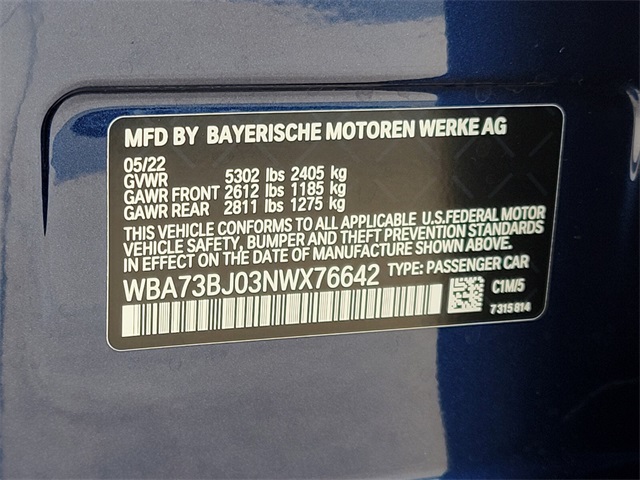 MFD BY BAYERISCHE MOTOREN WERKE AG
05/22
GVWR 5302 lbs 2405 kg
GAWR FRONT 2612 lbs 1185 kg
GAWR REAR 2811 lbs 1275 kg
THIS VEHICLE CONFORMS TO ALL APPLICABLE U.S.FEDERAL MOTOR
VEHICLE SAFETY, BUMPER AND THEFT PREVENTION STANDARDS
IN EFFECT ON THE DATE OF MANUFACTURE SHOWN ABOVE.
WBA73BJ03NWX76642 TYPE: PASSENGER CAR
C1M/5
7315814